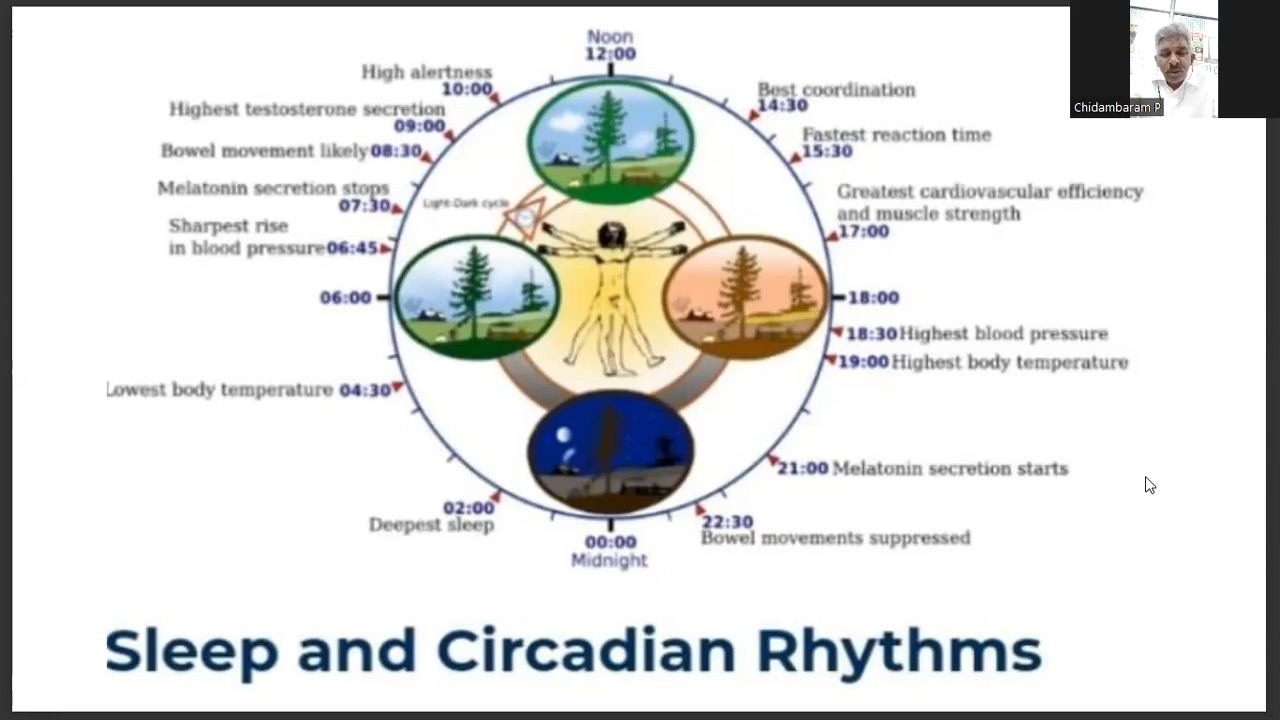 Noon
12:00
High alertness
10:00
Highest testosterone secretion
09:00
Bowel movement likely 08:30
Melatonin secretion stops
07:30
Sharpest rise
in blood pressure 06:45
06:00
Lowest body temperature 04:30
02:00
Deepest sleep
00:00
Midnight
Best coordination
14:30
Fastest reaction time
15:30
Greatest cardiovascular efficiency
and muscle strength
17:00
18:00
18:30 Highest blood pressure
19:00 Highest body temperature
21:00 Melatonin secretion starts
22:30
Bowel movements suppressed
Light-Dark cycle
Sleep and Circadian Rhythms
Chidambaram P